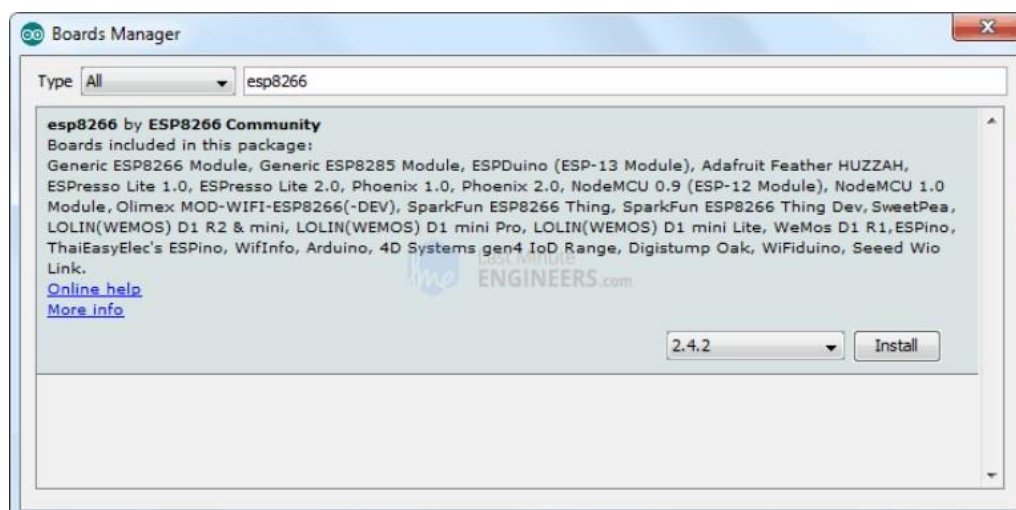 Boards Manager
Type All esp8266
esp8266 by ESP8266 Community
Boards included in this package:
Generic ESP8266 Module, Generic ESP8285 Module, ESPDuino (ESP-13 Module), Adafruit Feather HUZZAH,
ESPresso Lite 1.0, ESPresso Lite 2.0, Phoenix 1.0, Phoenix 2.0, NodeMCU 0.9 (ESP-12 Module), NodeMCU 1.0
Module, Olimex MOD-WIFI-ESP8266(-DEV), SparkFun ESP8266 Thing, SparkFun ESP8266 Thing Dev, SweetPea,
LOLIN(WEMOS) D1 R2 & mini, LOLIN(WEMOS) D1 mini Pro, LOLIN(WEMOS) D1 mini Lite, WeMos D1 R1,ESPino,
ThaiEasyElec's ESPino, WifInfo, Arduino, 4D Systems gen4 IoD Range, Digistump Oak, WiFiduino, Seeed Wio
Link.
me Last Minute
ENGINEERS.com
Online help
More info
2.4.2 Install